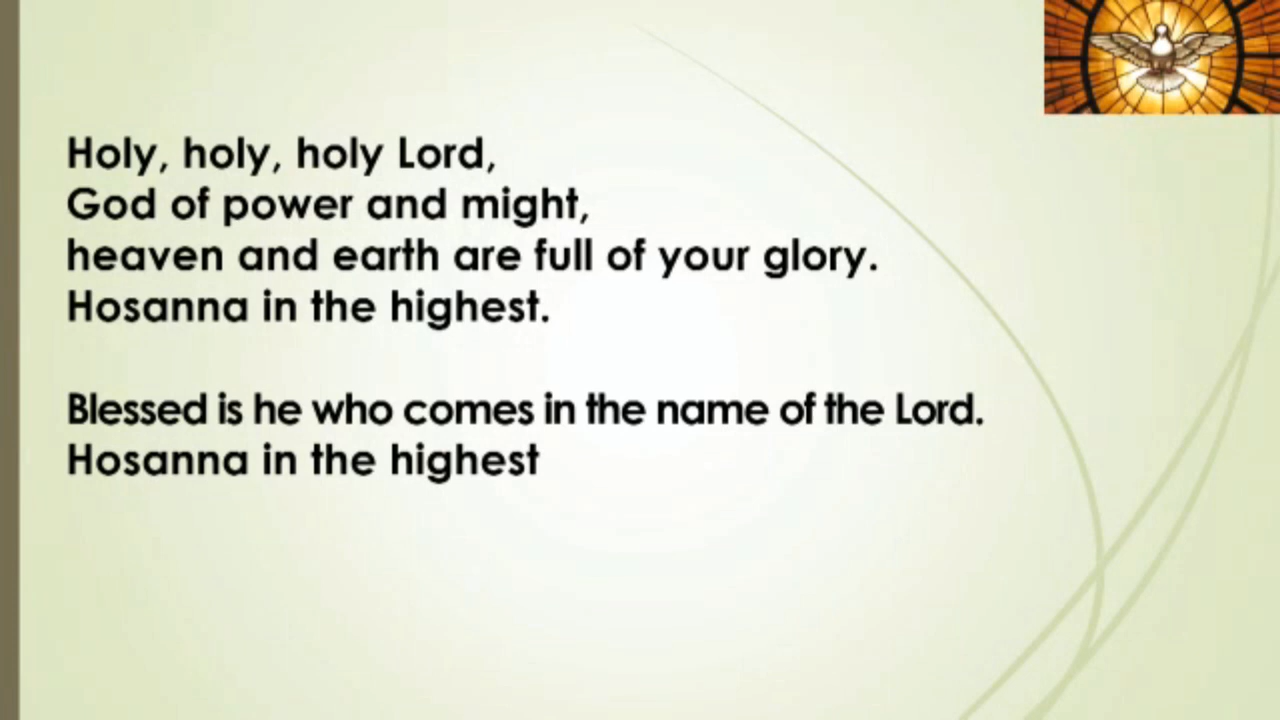 Holy, holy, holy Lord,
God of power and might,
heaven and earth are full of your glory.
Hosanna in the highest.
Blessed is he who comes in the name of the Lord.
Hosanna in the highest